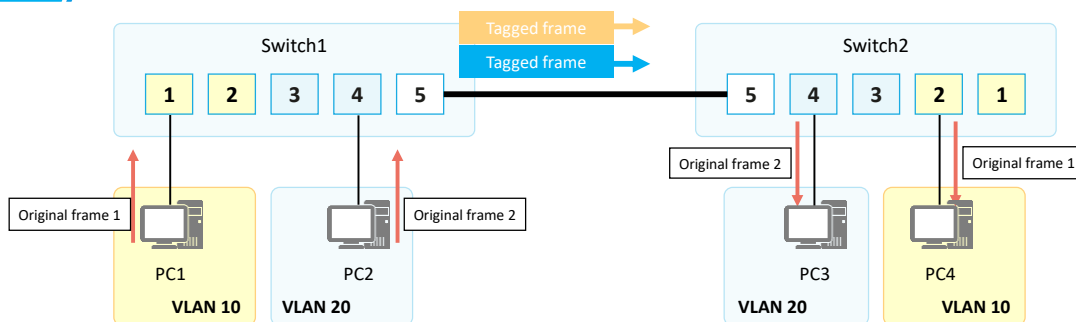 Tagged frame
Switch1
Tagged frame
Switch2
1 2 3 4 5
5 4 3 2 1
Original frame 1
Original frame 2
Original frame 2
Original frame 1
PC1
PC2
PC3
PC4
VLAN 10
VLAN 20
VLAN 20
VLAN 10